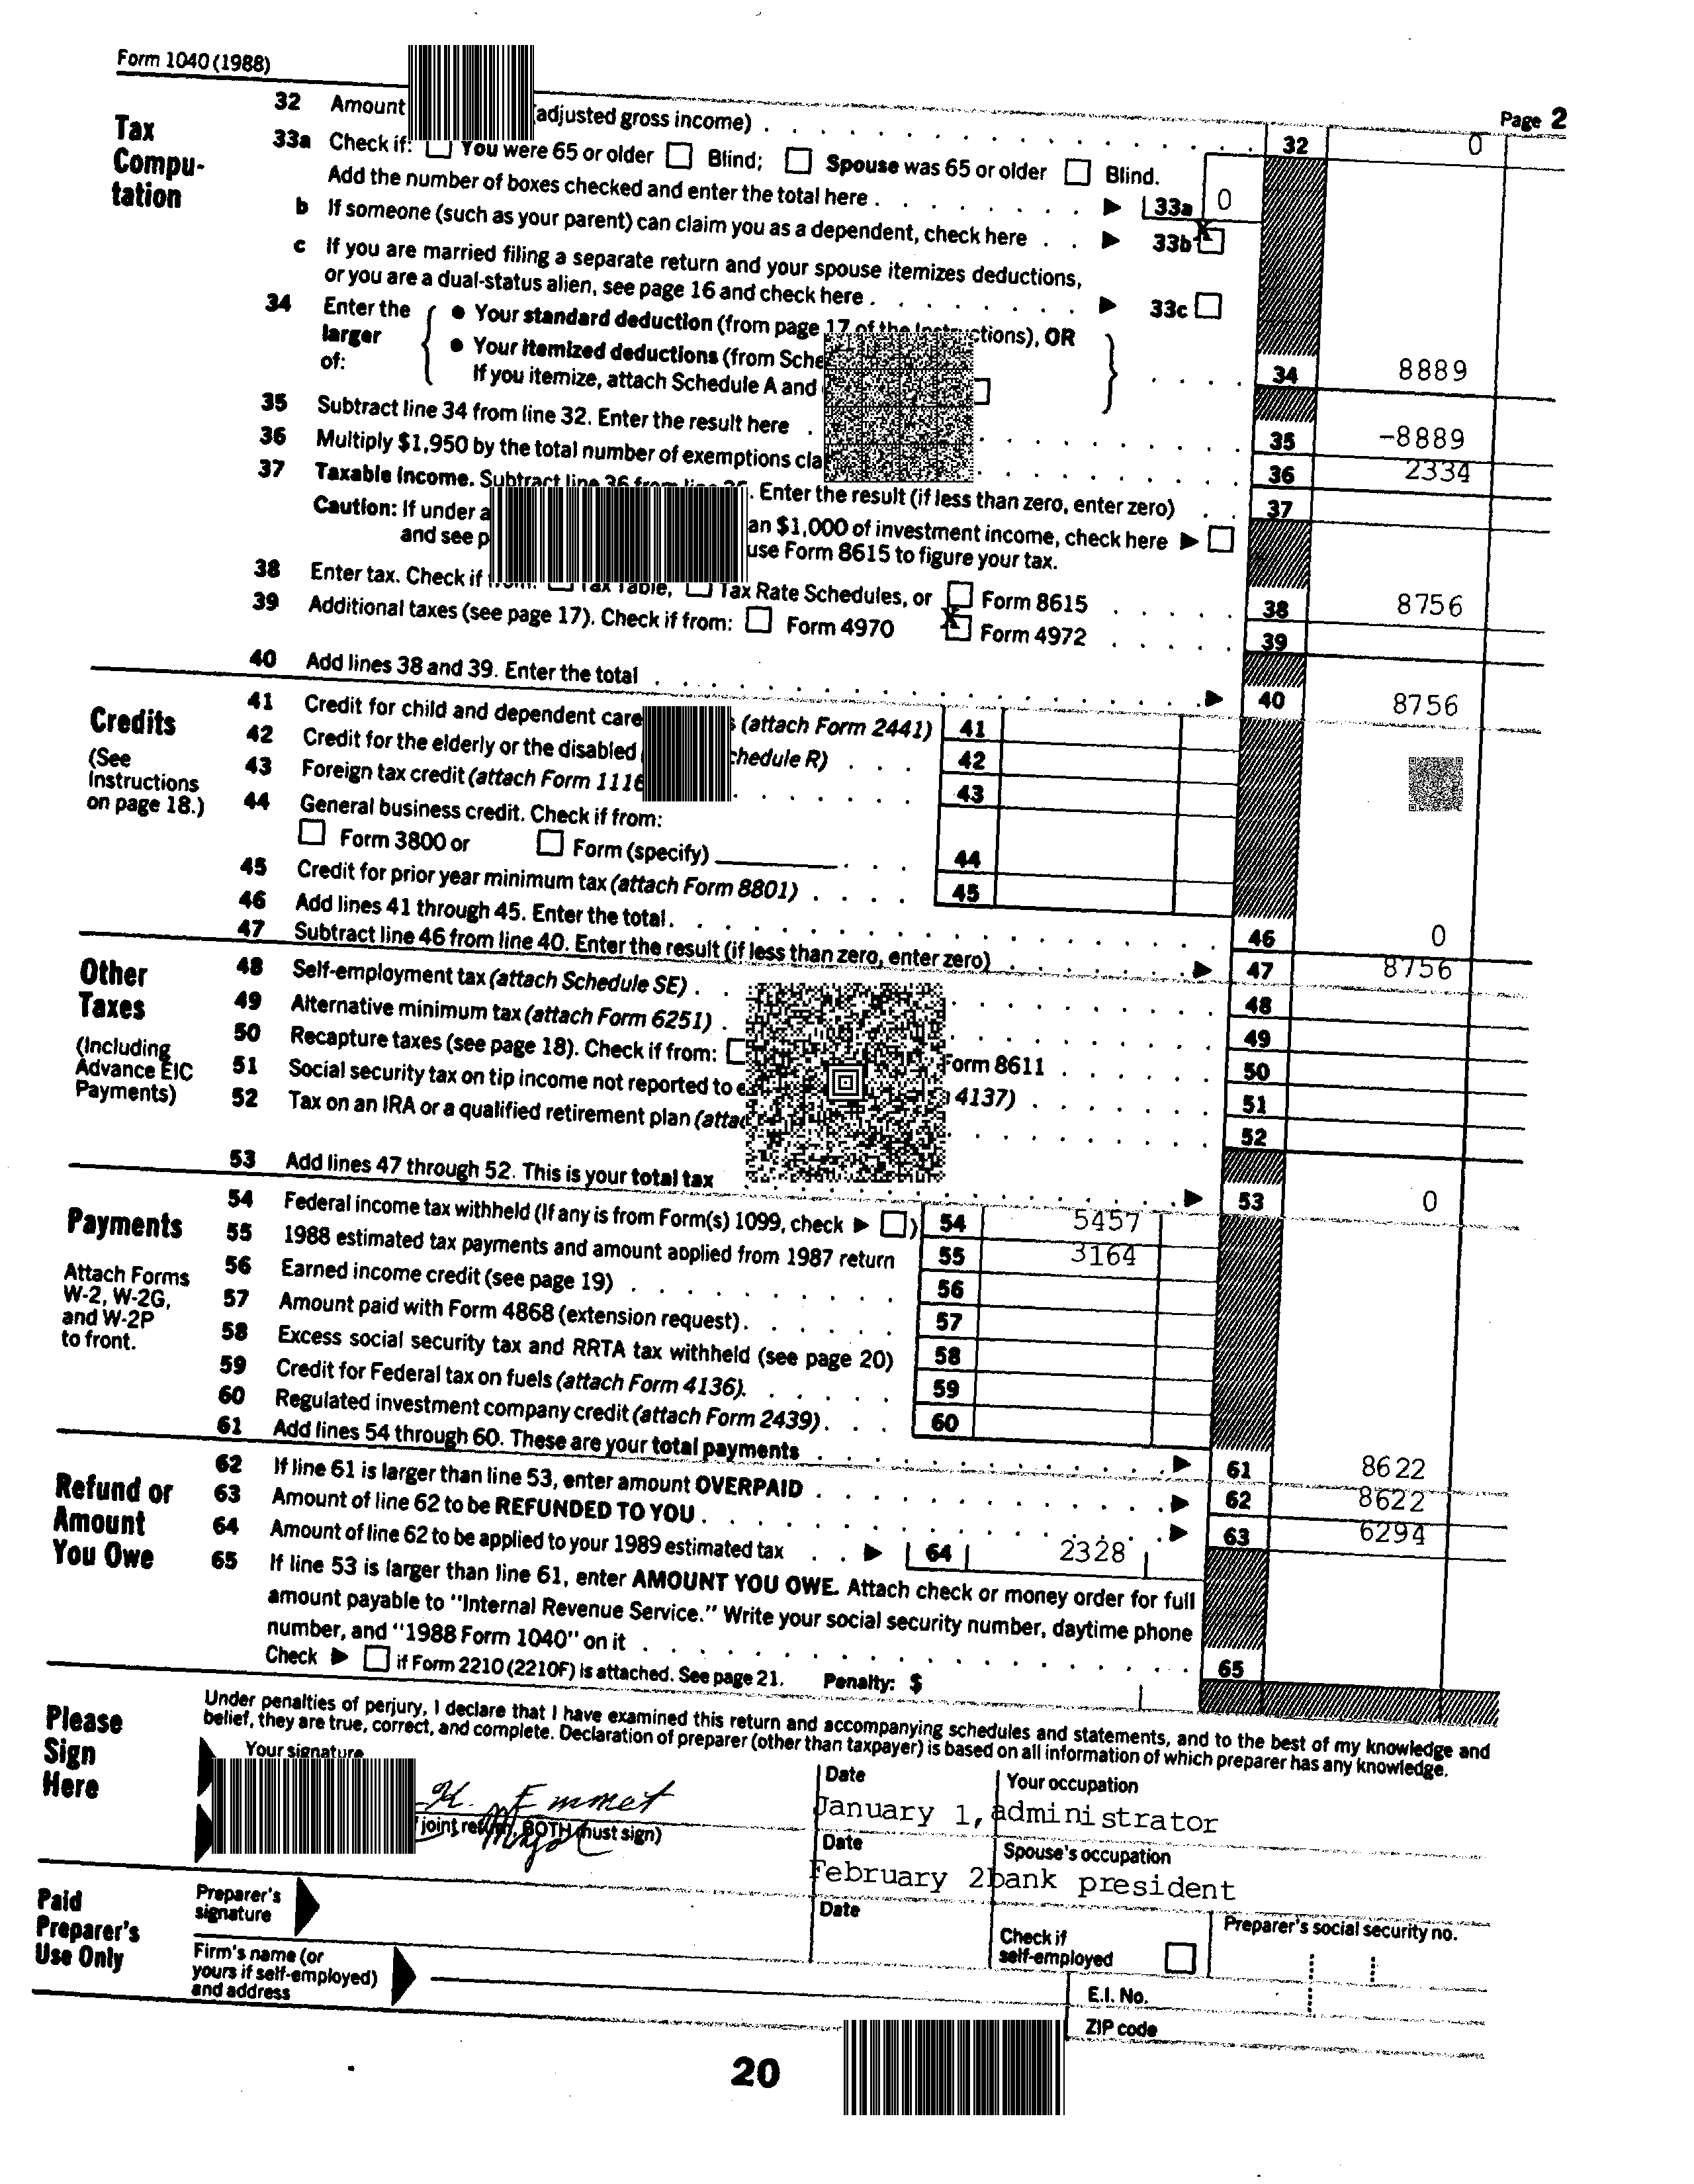 Form 1040 (1988)
Page 2
Tax Compu-tation
32 Amount (adjusted gross income) 32 0
33a Check if: You were 65 or older Blind; Spouse was 65 or older Blind.
Add the number of boxes checked and enter the total here 33a 0
b If someone (such as your parent) can claim you as a dependent, check here 33b X
c If you are married filing a separate return and your spouse itemizes deductions,
or you are a dual-status alien, see page 16 and check here 33c
34 Enter the larger of: • Your standard deduction (from page 17 of the Instructions), OR
• Your itemized deductions (from
If you itemize, attach Schedule A and 34 8889
35 Subtract line 34 from line 32. Enter the result here 35 -8889
36 Multiply $1,950 by the total number of exemptions 36 2334
37 Taxable income. Subtract line 36 from line 35. Enter the result (if less than zero, enter zero) 37
Caution: If under $1,000 of investment income, check here
and see use Form 8615 to figure your tax.
38 Enter tax. Check if from: Tax Table, Tax Rate Schedules, or Form 8615 38 8756
39 Additional taxes (see page 17). Check if from: Form 4970 X Form 4972 39
40 Add lines 38 and 39. Enter the total 40 8756
Credits
(See Instructions on page 18.)
41 Credit for child and dependent care (attach Form 2441) 41
42 Credit for the elderly or the disabled R) 42
43 Foreign tax credit (attach Form 1116 43
44 General business credit. Check if from:
Form 3800 or Form (specify) 44
45 Credit for prior year minimum tax (attach Form 8801) 45
46 Add lines 41 through 45. Enter the total 46 0
47 Subtract line 46 from line 40. Enter the result (if less than zero, enter zero) 47 8756
Other Taxes
(Including Advance EIC Payments)
48 Self-employment tax (attach Schedule SE) 48
49 Alternative minimum tax (attach Form 6251) 49
50 Recapture taxes (see page 18). Check if from: Form 8611 50
51 Social security tax on tip income not reported to 4137) 51
52 Tax on an IRA or a qualified retirement plan 52
53 Add lines 47 through 52. This is your total tax 53 0
Payments
Attach Forms W-2, W-2G, and W-2P to front.
54 Federal income tax withheld (If any is from Form(s) 1099, check ) 54 5457
55 1988 estimated tax payments and amount applied from 1987 return 55 3164
56 Earned income credit (see page 19) 56
57 Amount paid with Form 4868 (extension request) 57
58 Excess social security tax and RRTA tax withheld (see page 20) 58
59 Credit for Federal tax on fuels (attach Form 4136) 59
60 Regulated investment company credit (attach Form 2439) 60
61 Add lines 54 through 60. These are your total payments 61 8622
Refund or Amount You Owe
62 If line 61 is larger than line 53, enter amount OVERPAID 62 8622
63 Amount of line 62 to be REFUNDED TO YOU 63 6294
64 Amount of line 62 to be applied to your 1989 estimated tax 64 2328
65 If line 53 is larger than line 61, enter AMOUNT YOU OWE. Attach check or money order for full
amount payable to "Internal Revenue Service." Write your social security number, daytime phone
number, and "1988 Form 1040" on it 65
Check if Form 2210 (2210F) is attached. See page 21. Penalty: $
Please Sign Here
Under penalties of perjury, I declare that I have examined this return and accompanying schedules and statements, and to the best of my knowledge and
belief, they are true, correct, and complete. Declaration of preparer (other than taxpayer) is based on all information of which preparer has any knowledge.
Your signature
K. Emmet
Date
January 1,
Your occupation
administrator
joint return, BOTH must sign)
Date
February 2
Spouse's occupation
bank president
Paid Preparer's Use Only
Preparer's signature
Date
Check if self-employed
Preparer's social security no.
Firm's name (or yours if self-employed) and address
E.I. No.
ZIP code
20